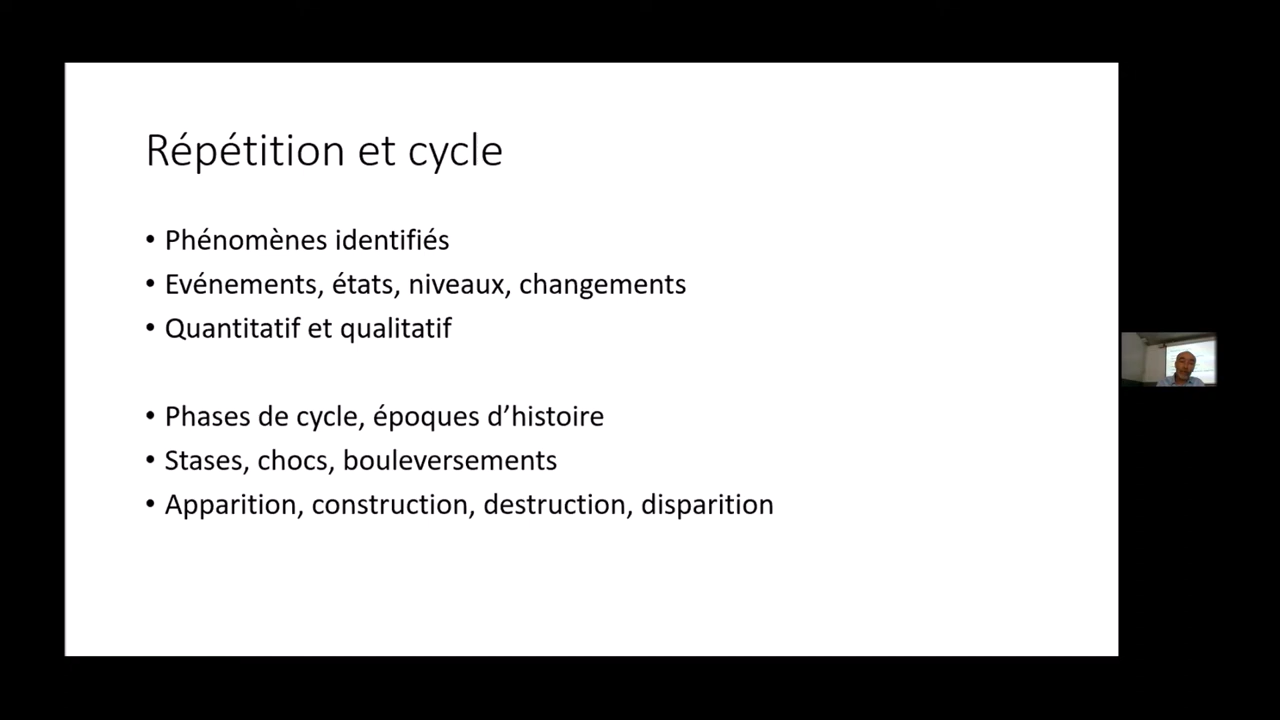 Répétition et cycle
• Phénomènes identifiés
• Evénements, états, niveaux, changements
• Quantitatif et qualitatif
• Phases de cycle, époques d’histoire
• Stases, chocs, bouleversements
• Apparition, construction, destruction, disparition